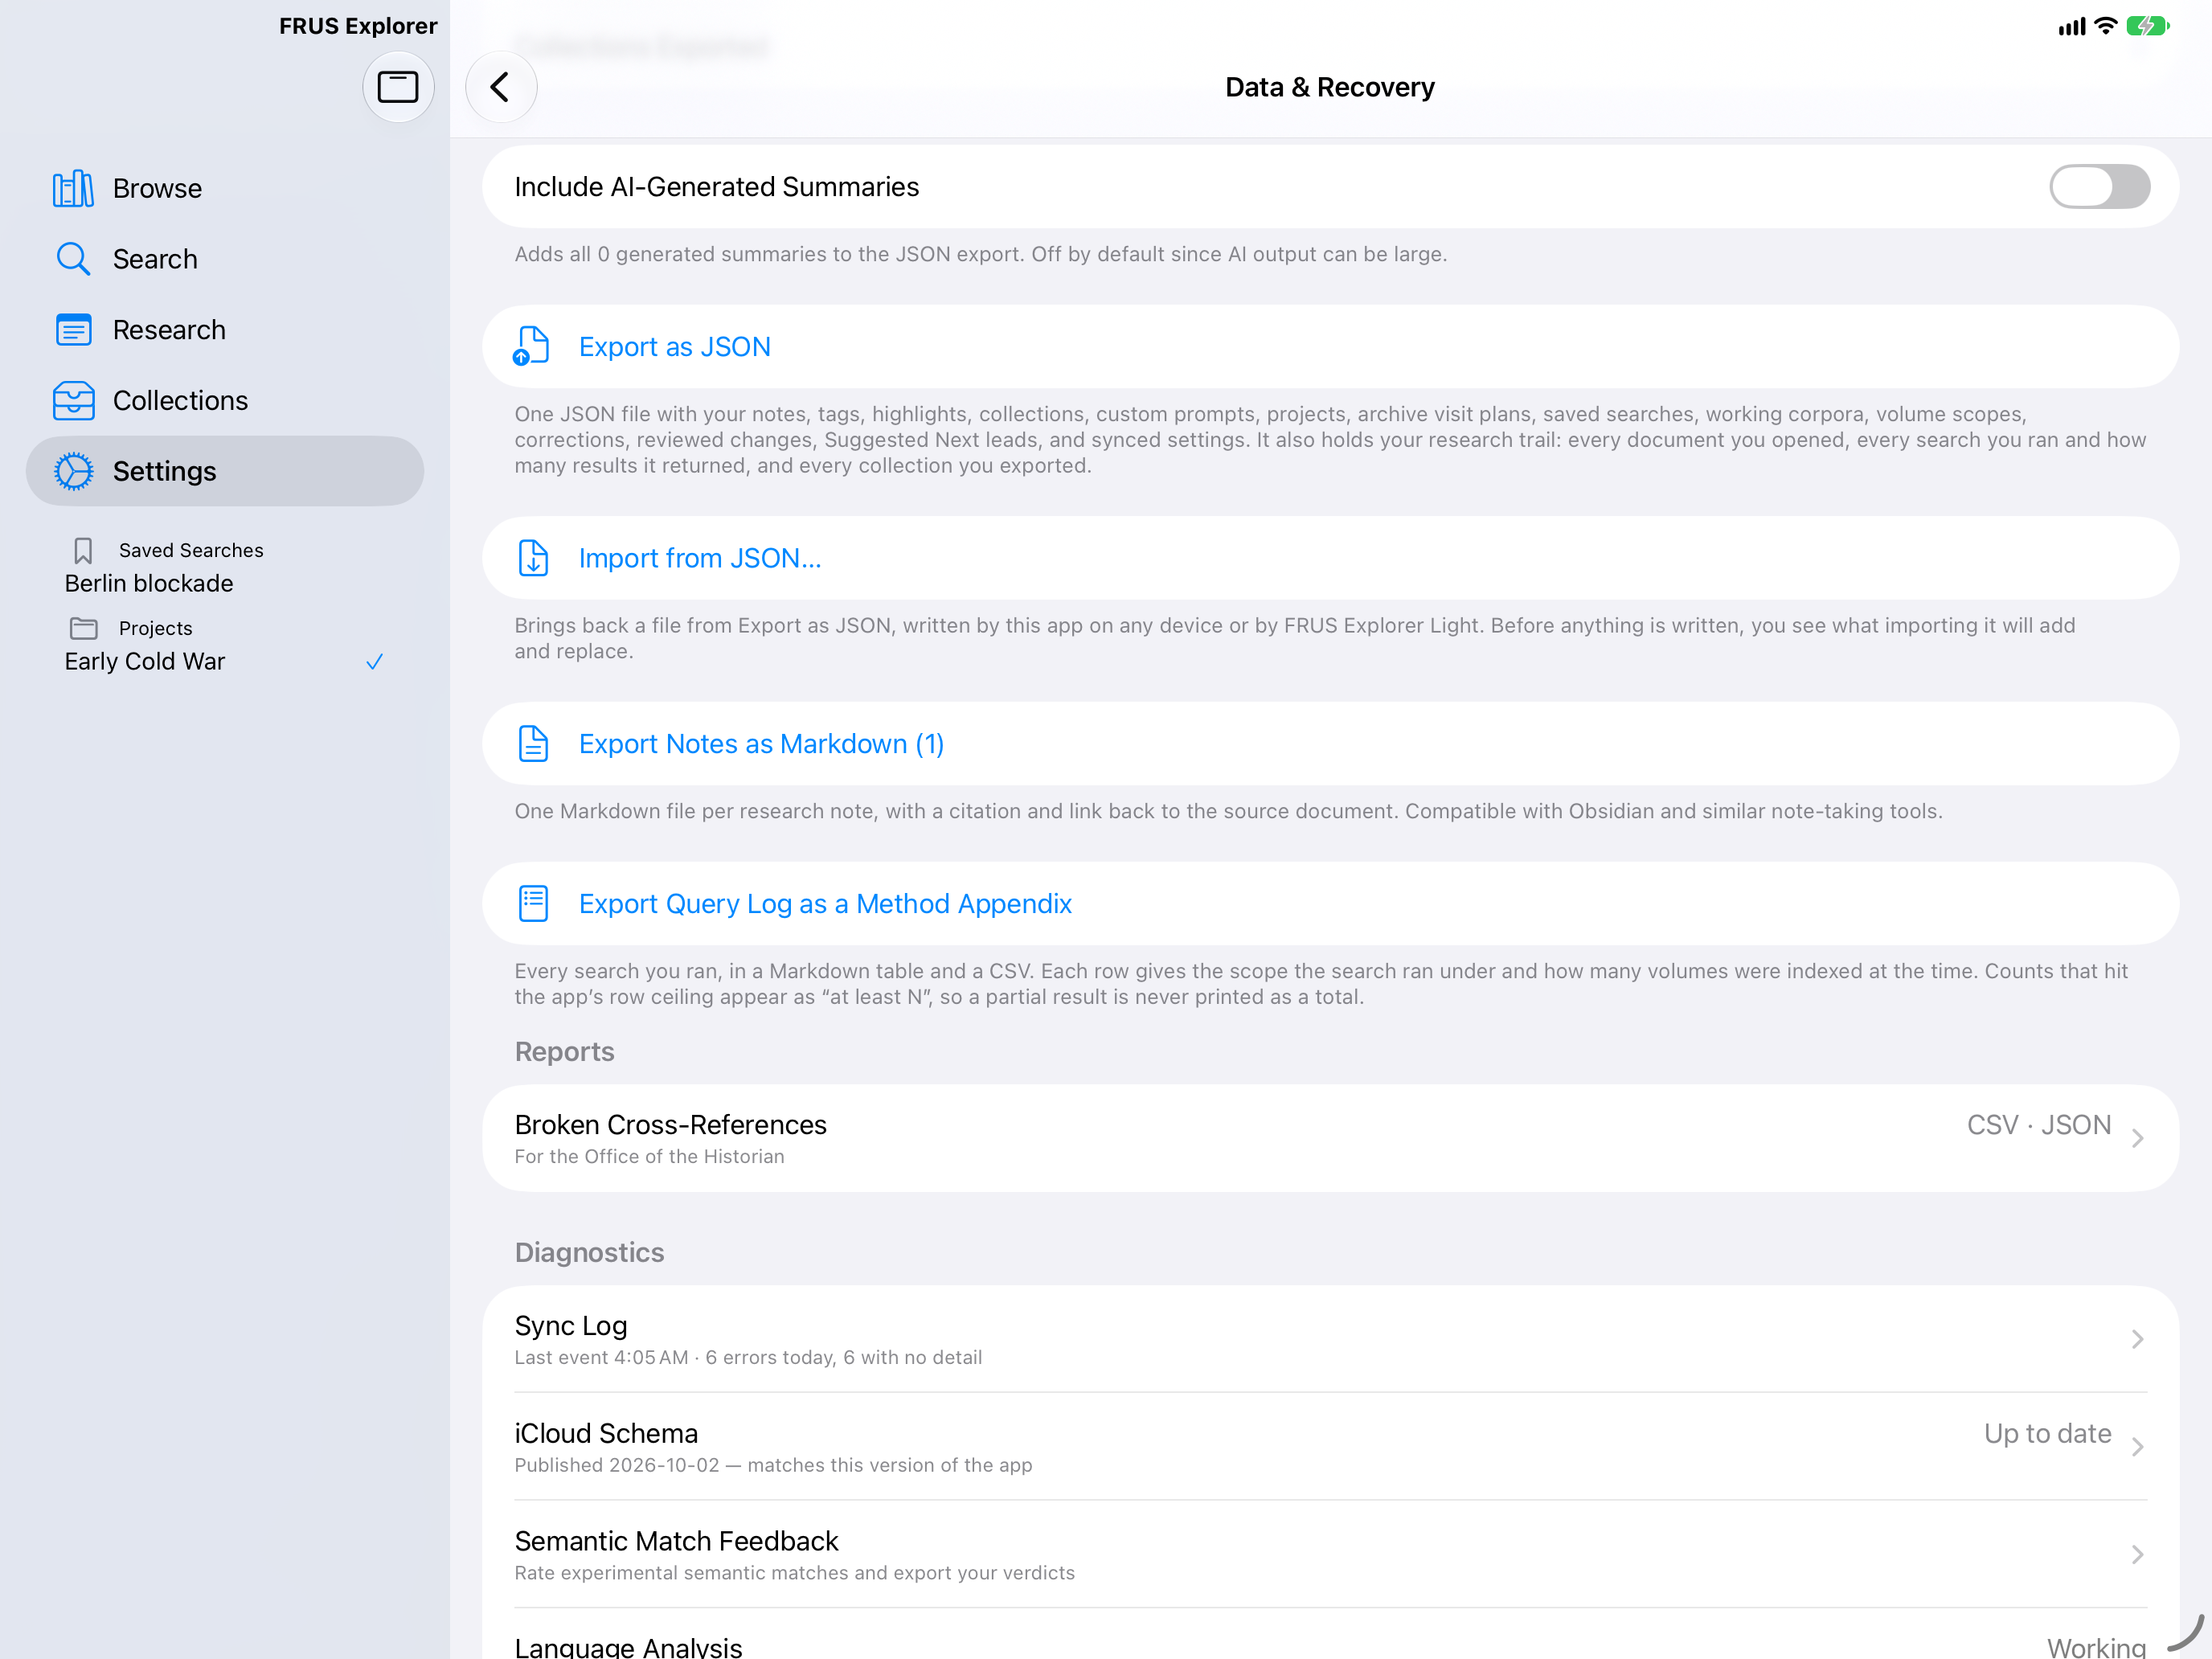 FRUS Explorer
Data & Recovery
Browse
Search
Research
Collections
Settings
Saved Searches
Berlin blockade
Projects
Early Cold War
Include AI-Generated Summaries
Adds all 0 generated summaries to the JSON export. Off by default since AI output can be large.
Export as JSON
One JSON file with your notes, tags, highlights, collections, custom prompts, projects, archive visit plans, saved searches, working corpora, volume scopes,
corrections, reviewed changes, Suggested Next leads, and synced settings. It also holds your research trail: every document you opened, every search you ran and how
many results it returned, and every collection you exported.
Import from JSON...
Brings back a file from Export as JSON, written by this app on any device or by FRUS Explorer Light. Before anything is written, you see what importing it will add
and replace.
Export Notes as Markdown (1)
One Markdown file per research note, with a citation and link back to the source document. Compatible with Obsidian and similar note-taking tools.
Export Query Log as a Method Appendix
Every search you ran, in a Markdown table and a CSV. Each row gives the scope the search ran under and how many volumes were indexed at the time. Counts that hit
the app’s row ceiling appear as “at least N”, so a partial result is never printed as a total.
Reports
Broken Cross-References
CSV · JSON
For the Office of the Historian
Diagnostics
Sync Log
Last event 4:05 AM · 6 errors today, 6 with no detail
iCloud Schema
Up to date
Published 2026-10-02 — matches this version of the app
Semantic Match Feedback
Rate experimental semantic matches and export your verdicts
Language Analysis
Working